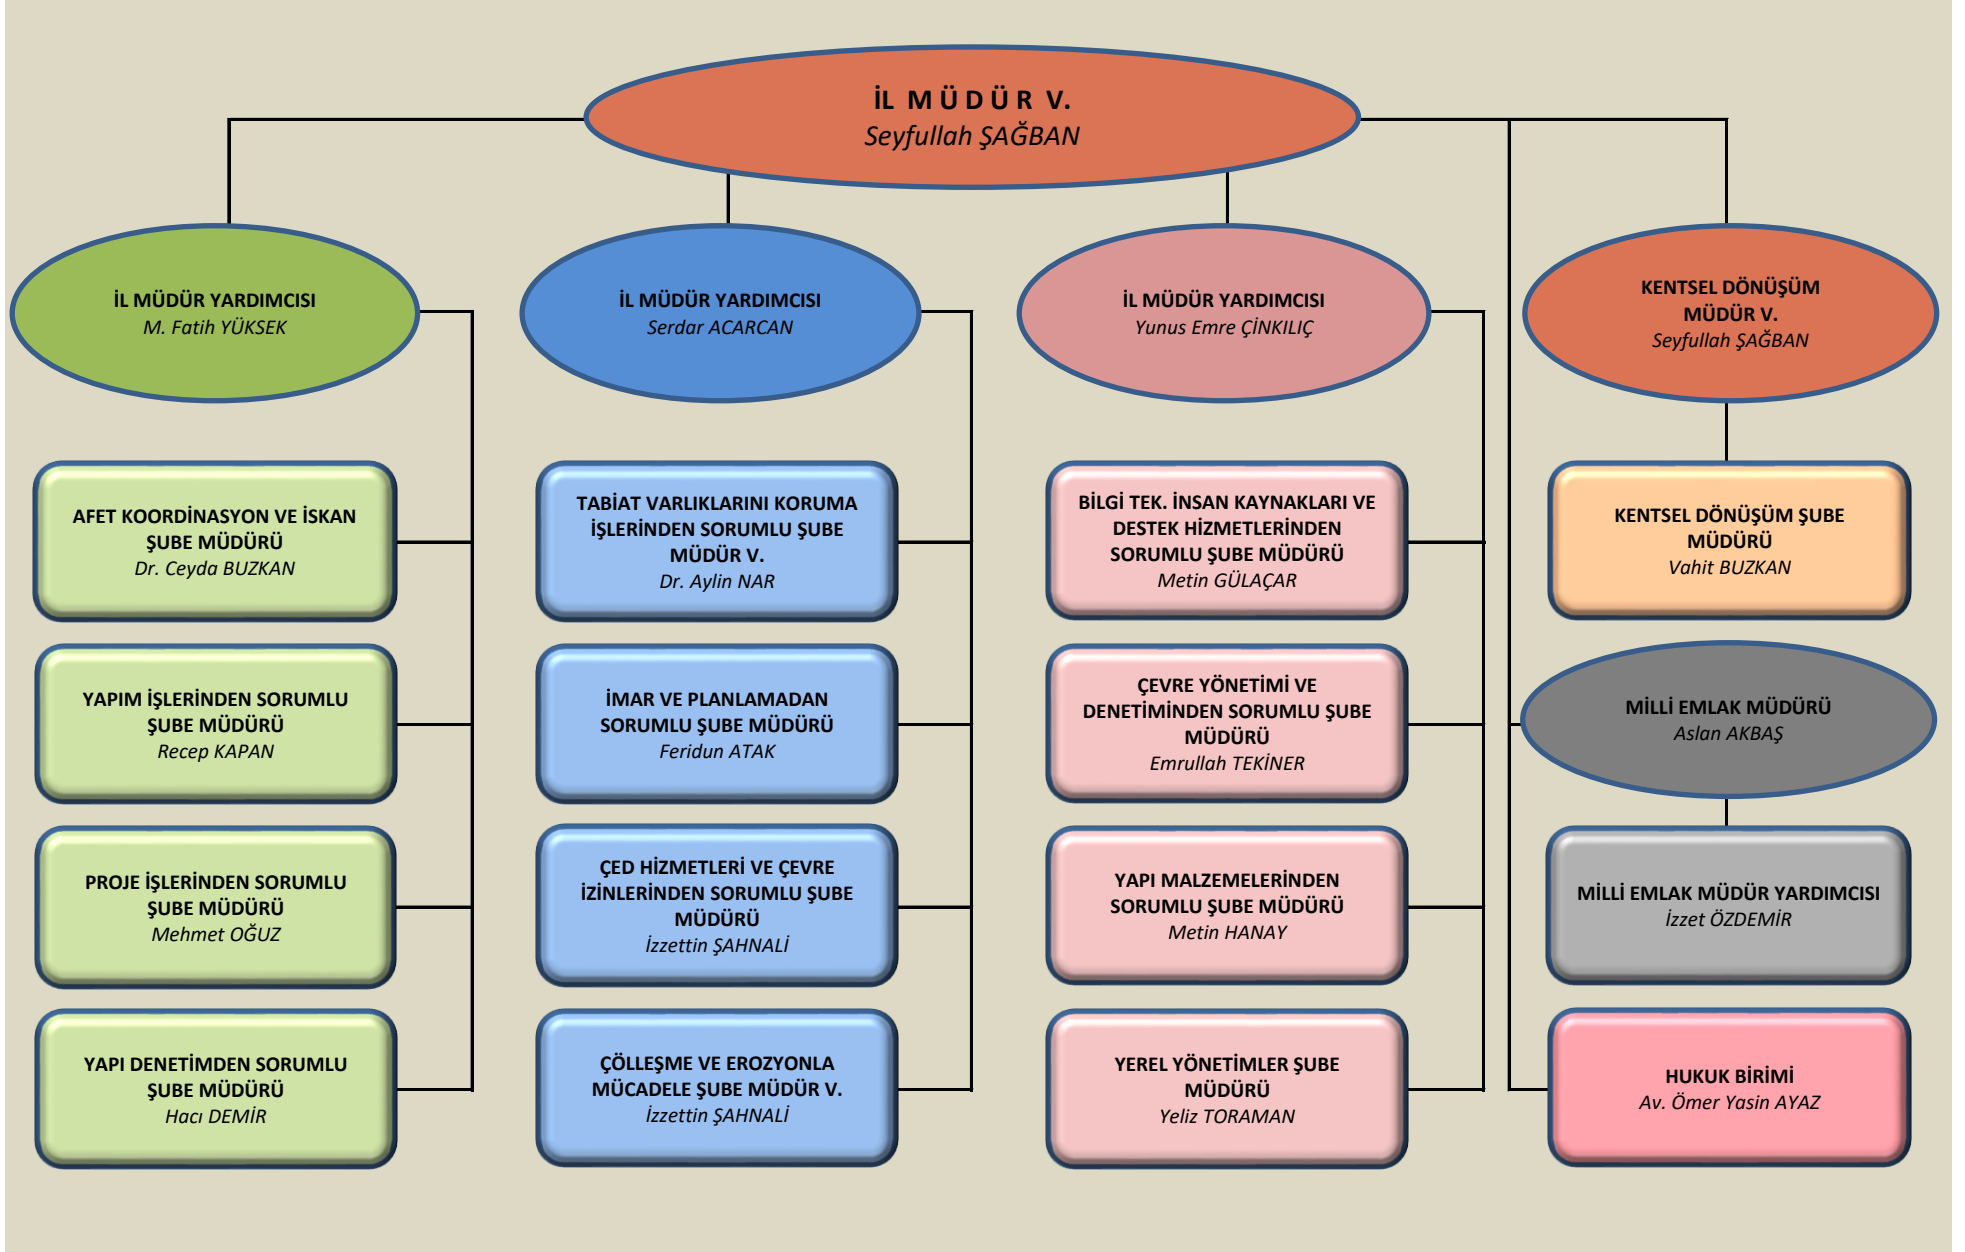 İL M Ü D Ü R V.
Seyfullah ŞAĞBAN
İL MÜDÜR YARDIMCISI
M. Fatih YÜKSEK
İL MÜDÜR YARDIMCISI
Serdar ACARCAN
İL MÜDÜR YARDIMCISI
Yunus Emre ÇİNKILIÇ
KENTSEL DÖNÜŞÜM
MÜDÜR V.
Seyfullah ŞAĞBAN
AFET KOORDİNASYON VE İSKAN
ŞUBE MÜDÜRÜ
Dr. Ceyda BUZKAN
TABİAT VARLIKLARINI KORUMA
İŞLERİNDEN SORUMLU ŞUBE
MÜDÜR V.
Dr. Aylin NAR
BİLGİ TEK. İNSAN KAYNAKLARI VE
DESTEK HİZMETLERİNDEN
SORUMLU ŞUBE MÜDÜRÜ
Metin GÜLAÇAR
KENTSEL DÖNÜŞÜM ŞUBE
MÜDÜRÜ
Vahit BUZKAN
YAPIM İŞLERİNDEN SORUMLU
ŞUBE MÜDÜRÜ
Recep KAPAN
İMAR VE PLANLAMADAN
SORUMLU ŞUBE MÜDÜRÜ
Feridun ATAK
ÇEVRE YÖNETİMİ VE
DENETİMİNDEN SORUMLU ŞUBE
MÜDÜRÜ
Emrullah TEKİNER
MİLLİ EMLAK MÜDÜRÜ
Aslan AKBAŞ
PROJE İŞLERİNDEN SORUMLU
ŞUBE MÜDÜRÜ
Mehmet OĞUZ
ÇED HİZMETLERİ VE ÇEVRE
İZİNLERİNDEN SORUMLU ŞUBE
MÜDÜRÜ
İzzettin ŞAHNALİ
YAPI MALZEMELERİNDEN
SORUMLU ŞUBE MÜDÜRÜ
Metin HANAY
MİLLİ EMLAK MÜDÜR YARDIMCISI
İzzet ÖZDEMİR
YAPI DENETİMDEN SORUMLU
ŞUBE MÜDÜRÜ
Hacı DEMİR
ÇÖLLEŞME VE EROZYONLA
MÜCADELE ŞUBE MÜDÜR V.
İzzettin ŞAHNALİ
YEREL YÖNETİMLER ŞUBE
MÜDÜRÜ
Yeliz TORAMAN
HUKUK BİRİMİ
Av. Ömer Yasin AYAZ